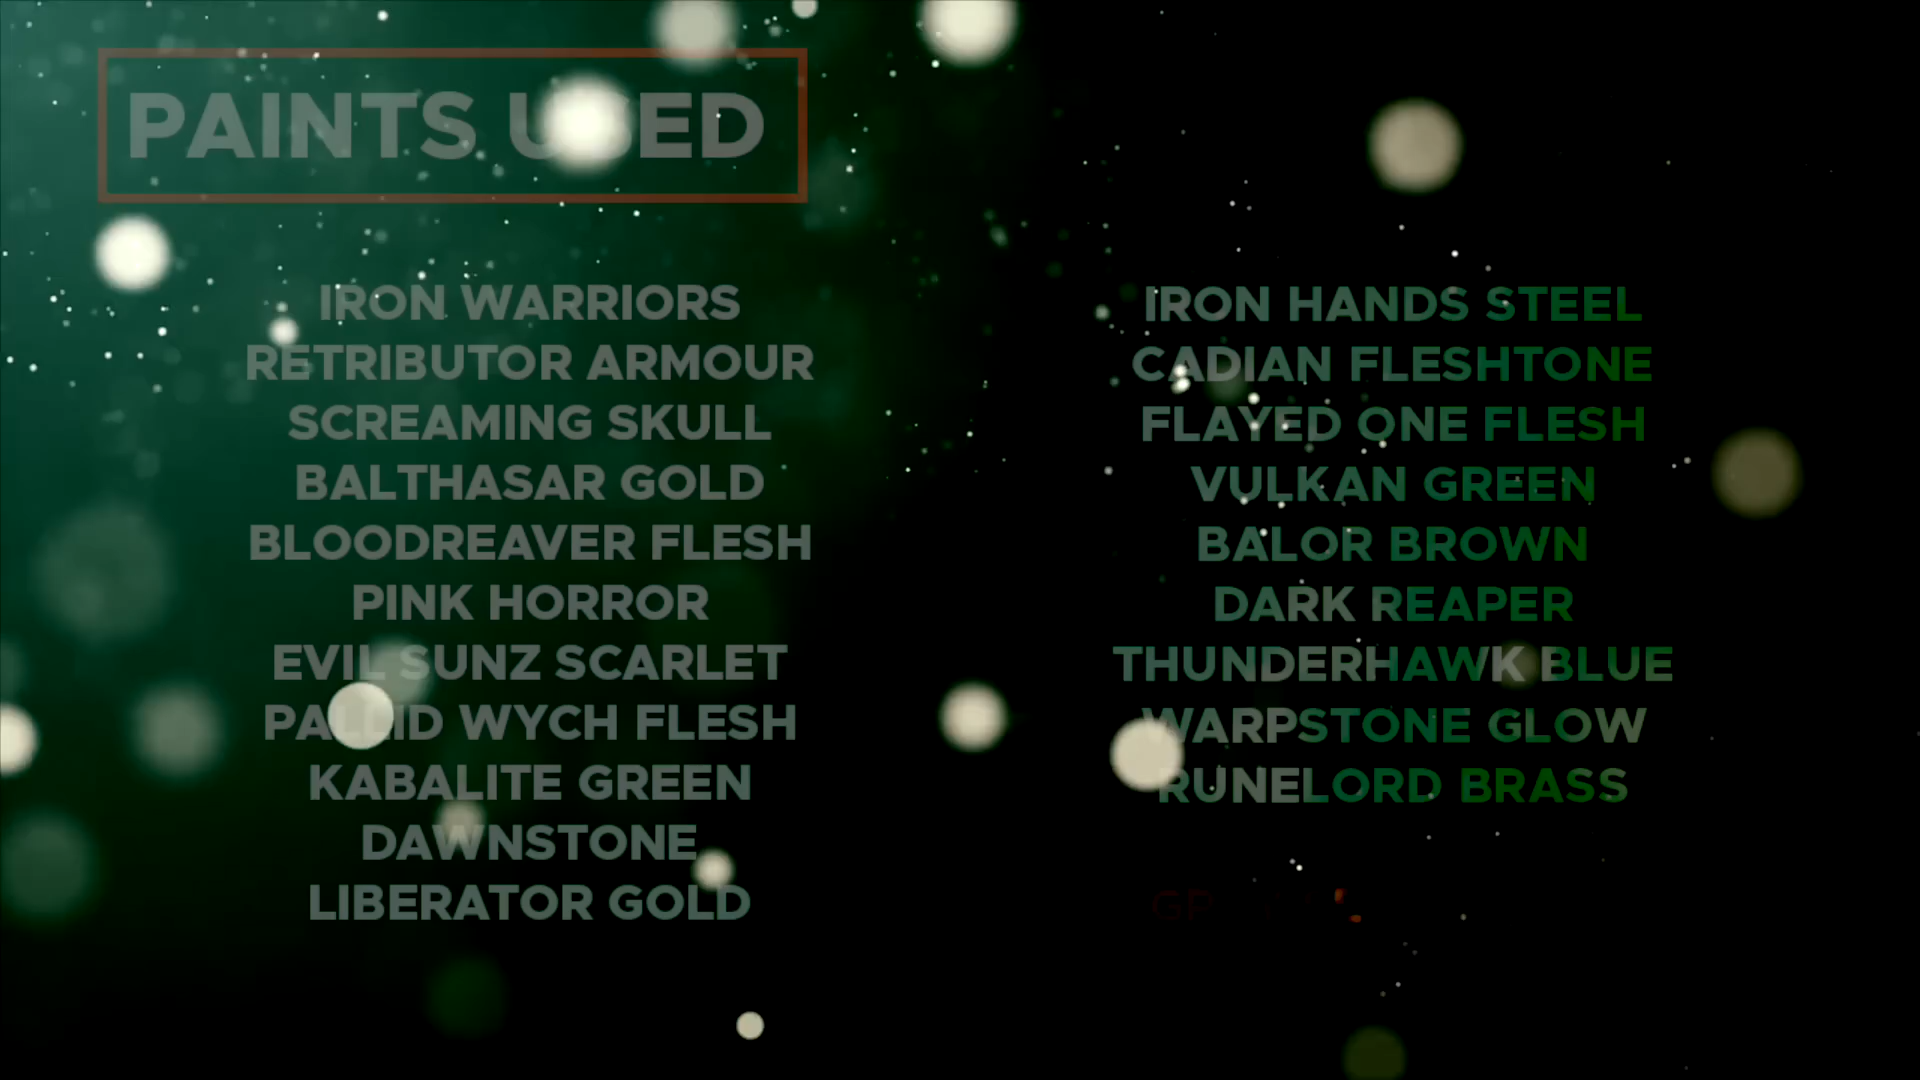 PAINTS USED
IRON WARRIORS
RETRIBUTOR ARMOUR
SCREAMING SKULL
BALTHASAR GOLD
BLOODREAVER FLESH
PINK HORROR
EVIL SUNZ SCARLET
PALLID WYCH FLESH
KABALITE GREEN
DAWNSTONE
LIBERATOR GOLD
IRON HANDS STEEL
CADIAN FLESHTONE
FLAYED ONE FLESH
VULKAN GREEN
BALOR BROWN
DARK REAPER
THUNDERHAWK BLUE
WARPSTONE GLOW
RUNELORD BRASS